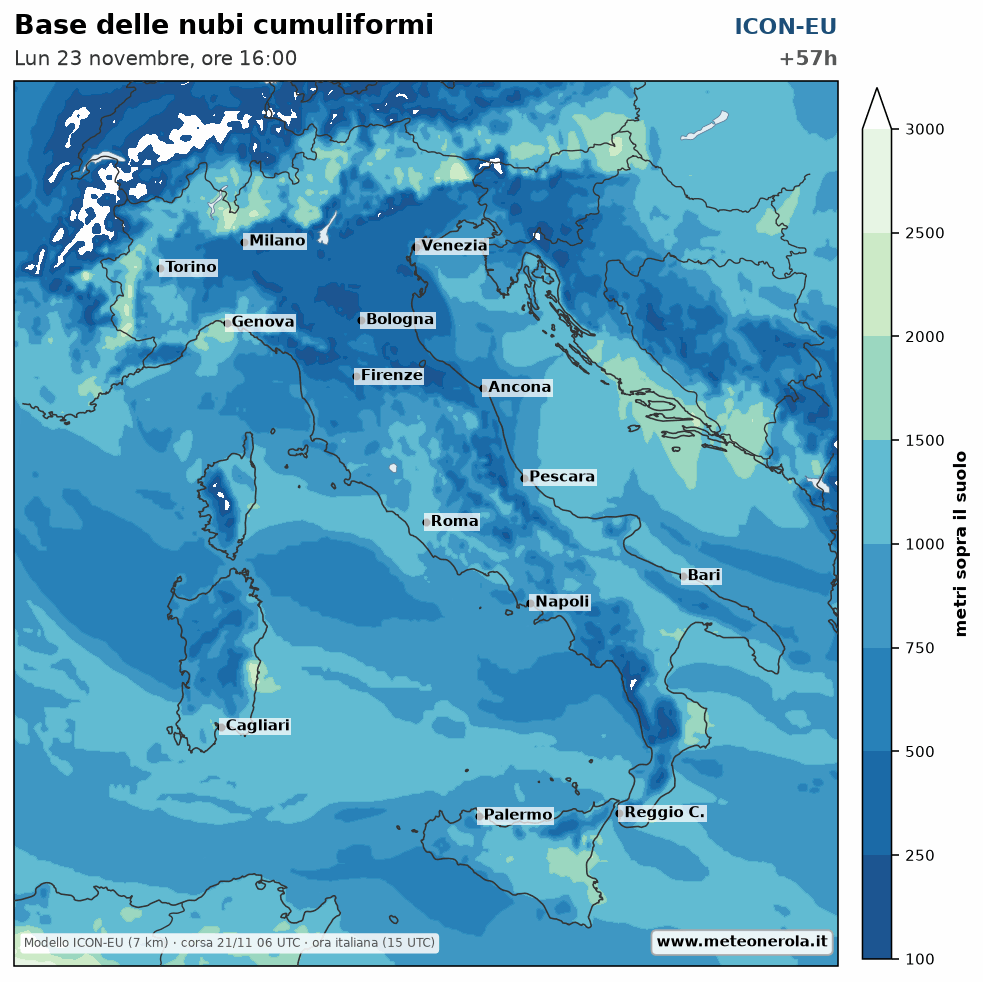 Base delle nubi cumuliformi
ICON-EU
Lun 23 novembre, ore 16:00
+57h
3000
2500
2000
1500
1000
750
500
250
100
metri sopra il suolo
Milano
Venezia
Torino
Genova
Bologna
Firenze
Ancona
Pescara
Roma
Bari
Napoli
Cagliari
Palermo
Reggio C.
Modello ICON-EU (7 km) · corsa 21/11 06 UTC · ora italiana (15 UTC)
www.meteonerola.it